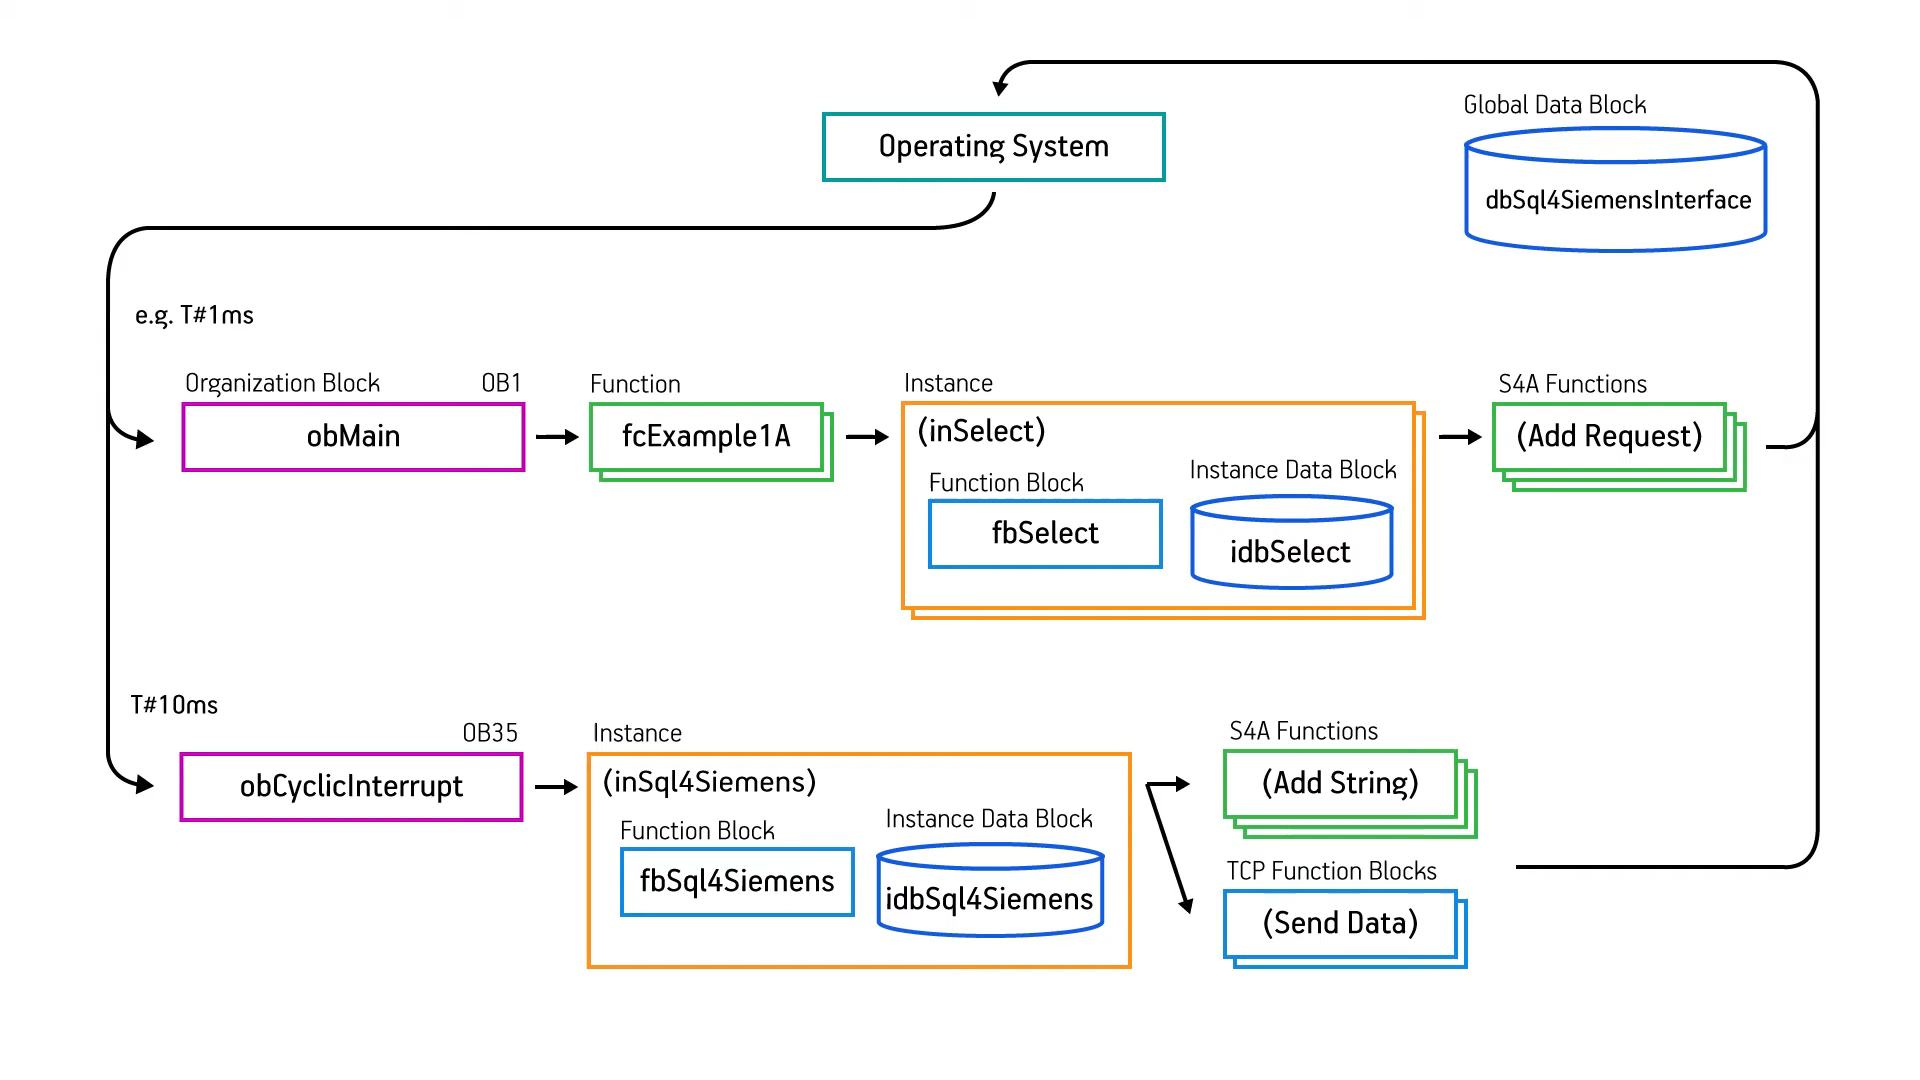 Operating System
Global Data Block
dbSql4SiemensInterface
e.g. T#1ms
Organization Block
OB1
obMain
Function
fcExample1A
Instance
(inSelect)
Function Block
fbSelect
Instance Data Block
idbSelect
S4A Functions
(Add Request)
T#10ms
OB35
obCyclicInterrupt
Instance
(inSql4Siemens)
Function Block
fbSql4Siemens
Instance Data Block
idbSql4Siemens
S4A Functions
(Add String)
TCP Function Blocks
(Send Data)